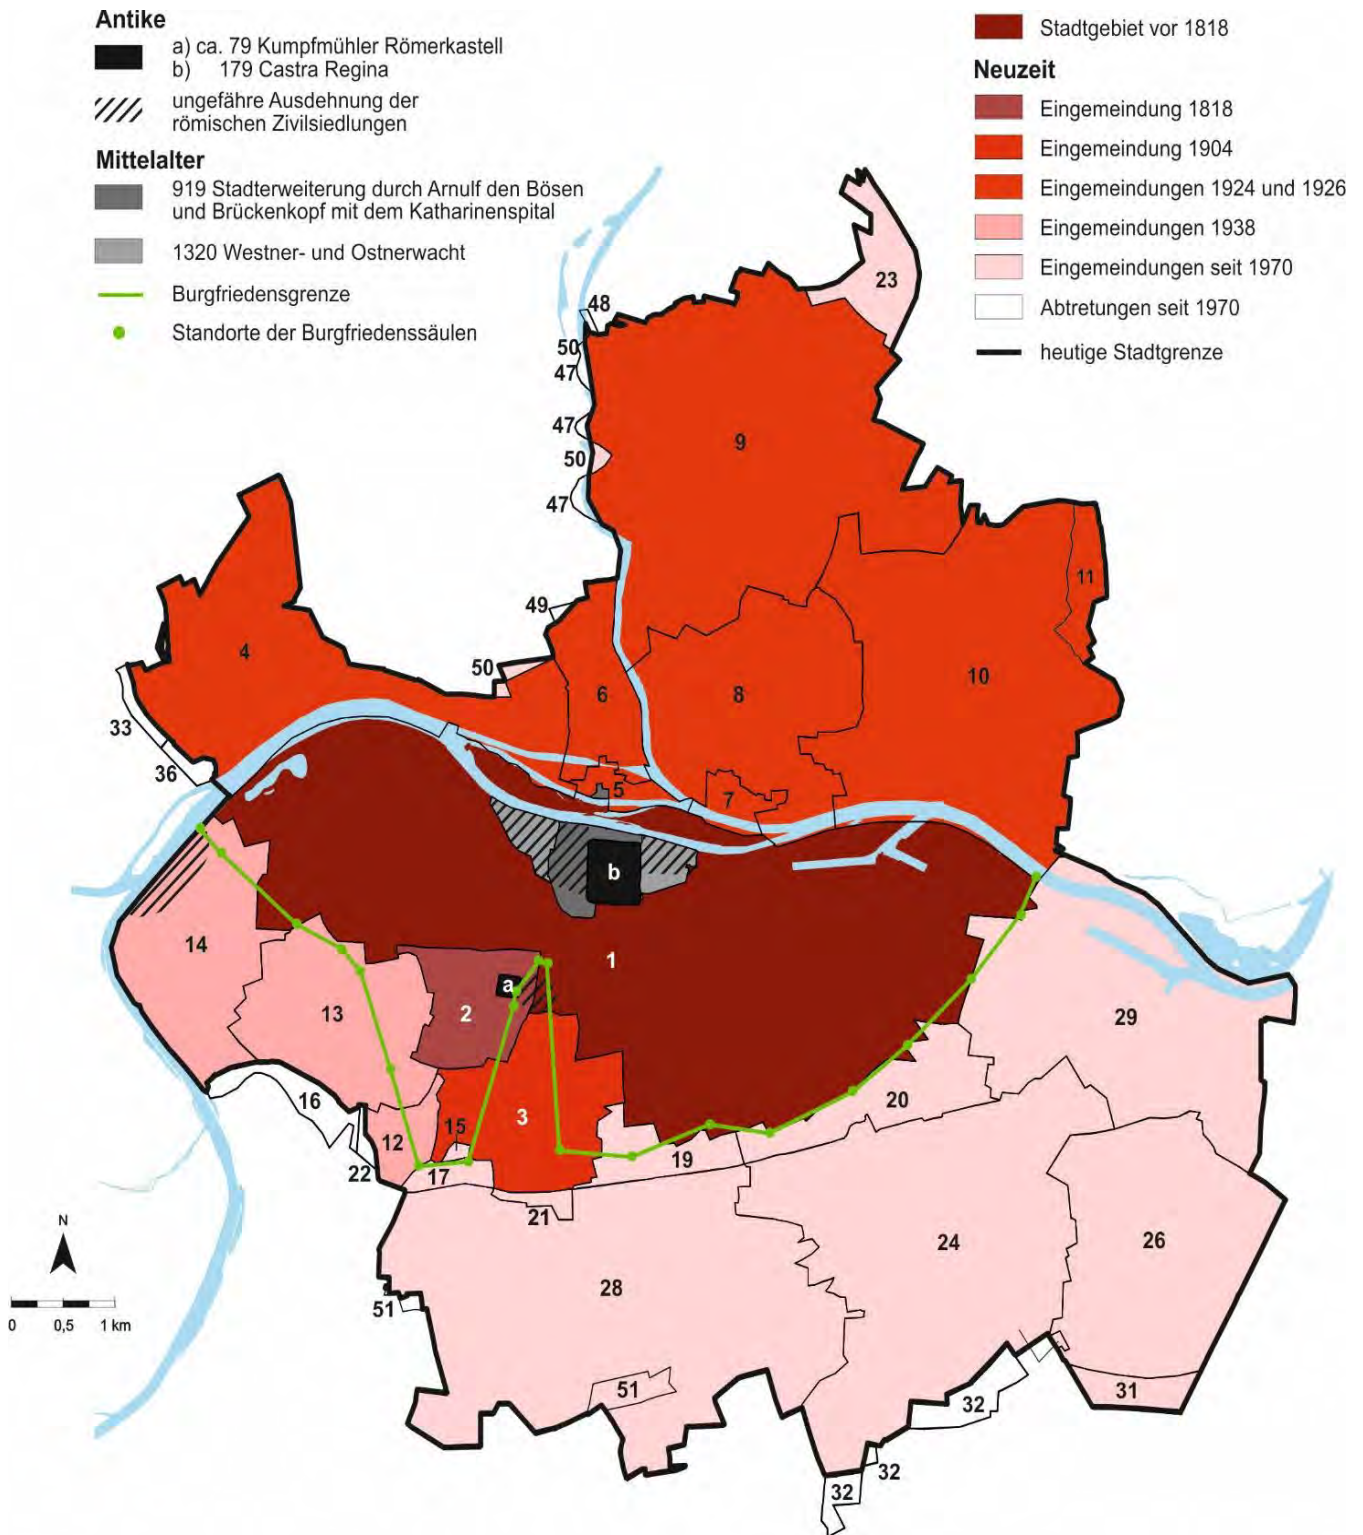 Antike
a) ca. 79 Kumpfmühler Römerkastell
b) 179 Castra Regina
ungefähre Ausdehnung der
römischen Zivilsiedlungen
Mittelalter
919 Stadterweiterung durch Arnulf den Bösen
und Brückenkopf mit dem Katharinenspital
1320 Westner- und Ostnerwacht
Burgfriedensgrenze
Standorte der Burgfriedenssäulen
Stadtgebiet vor 1818
Neuzeit
Eingemeindung 1818
Eingemeindung 1904
Eingemeindungen 1924 und 1926
Eingemeindungen 1938
Eingemeindungen seit 1970
Abtretungen seit 1970
heutige Stadtgrenze
23
48
50
47
47
9
50
47
11
49
4
50
6
8
10
33
36
5
7
b
14
1
a
2
13
29
16
3
20
15
12
19
22
17
21
N
24
26
28
51
0 0,5 1 km
51
31
32
32
32